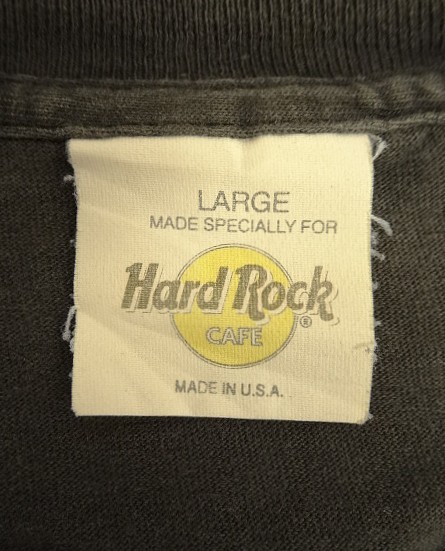 LARGE
MADE SPECIALLY FOR
Hard Rock
CAFE ®
MADE IN U.S.A.